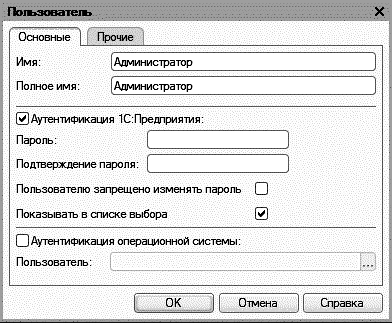 Пользователь
Основные Прочие
Имя: Администратор
Полное имя: Администратор
Аутентификация 1С:Предприятия:
Пароль:
Подтверждение пароля:
Пользователю запрещено изменять пароль
Показывать в списке выбора
Аутентификация операционной системы:
Пользователь: ...
OK Отмена Справка